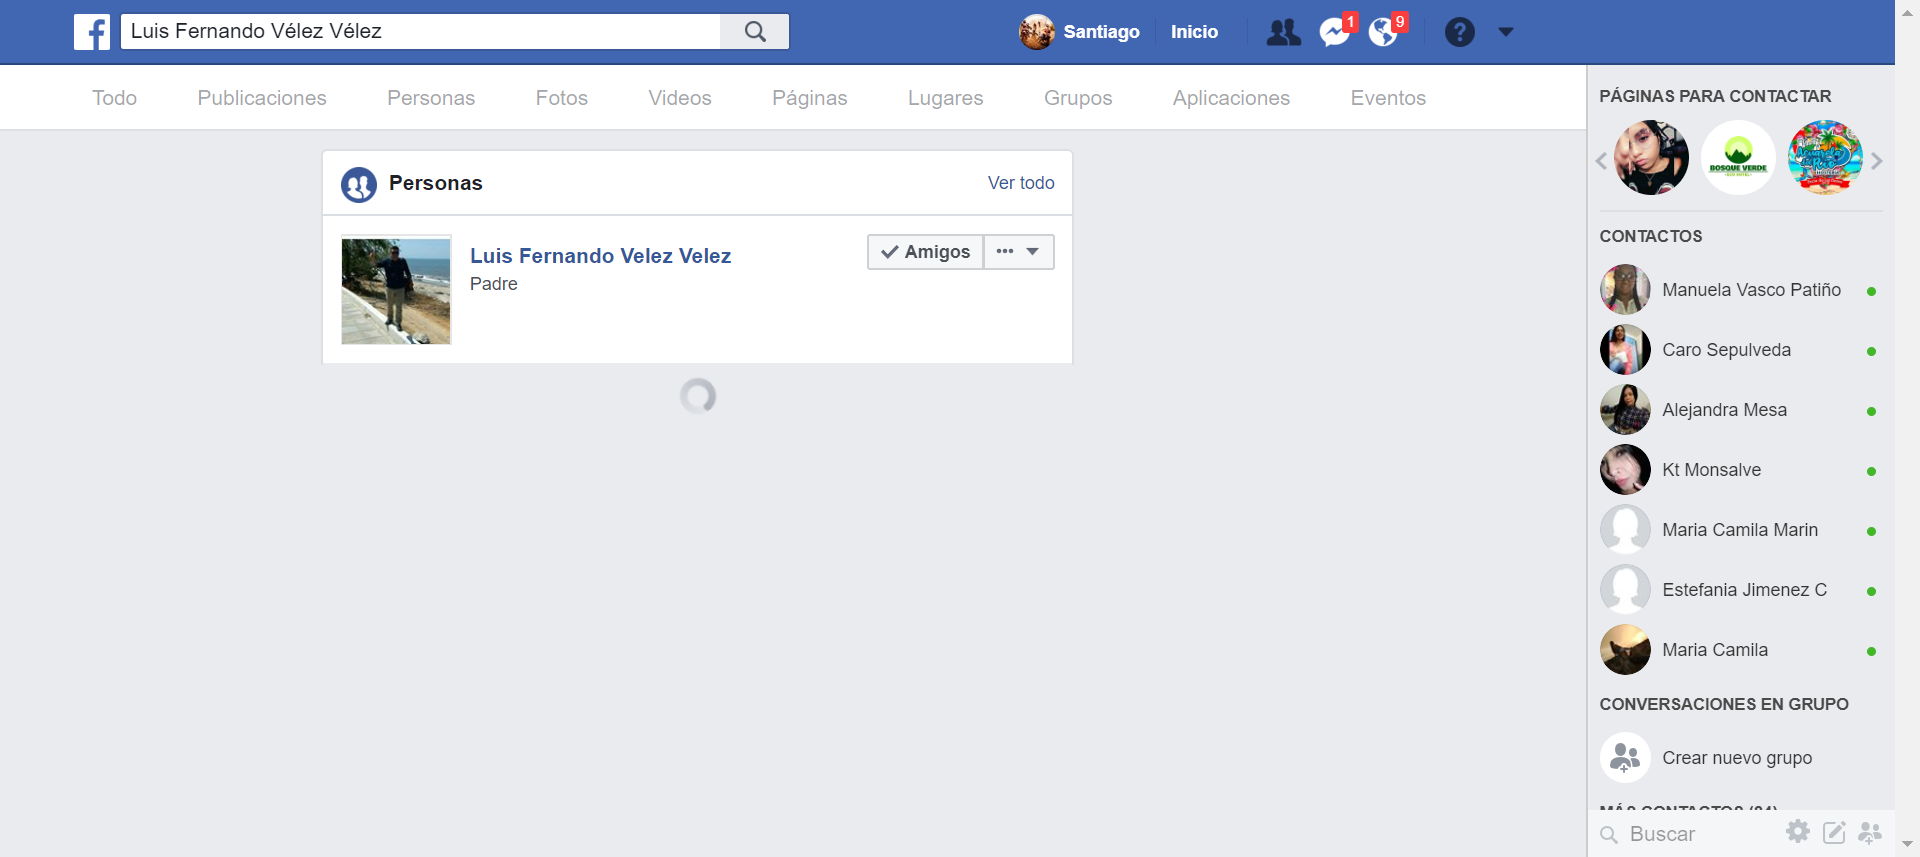 Luis Fernando Vélez Vélez
Santiago
Inicio
1
9
?
Todo
Publicaciones
Personas
Fotos
Videos
Páginas
Lugares
Grupos
Aplicaciones
Eventos
Personas
Ver todo
Luis Fernando Velez Velez
Padre
Amigos
PÁGINAS PARA CONTACTAR
BOSQUE VERDE
CONTACTOS
Manuela Vasco Patiño
Caro Sepulveda
Alejandra Mesa
Kt Monsalve
Maria Camila Marin
Estefania Jimenez C
Maria Camila
CONVERSACIONES EN GRUPO
Crear nuevo grupo
MÁS CONTACTOS
Buscar